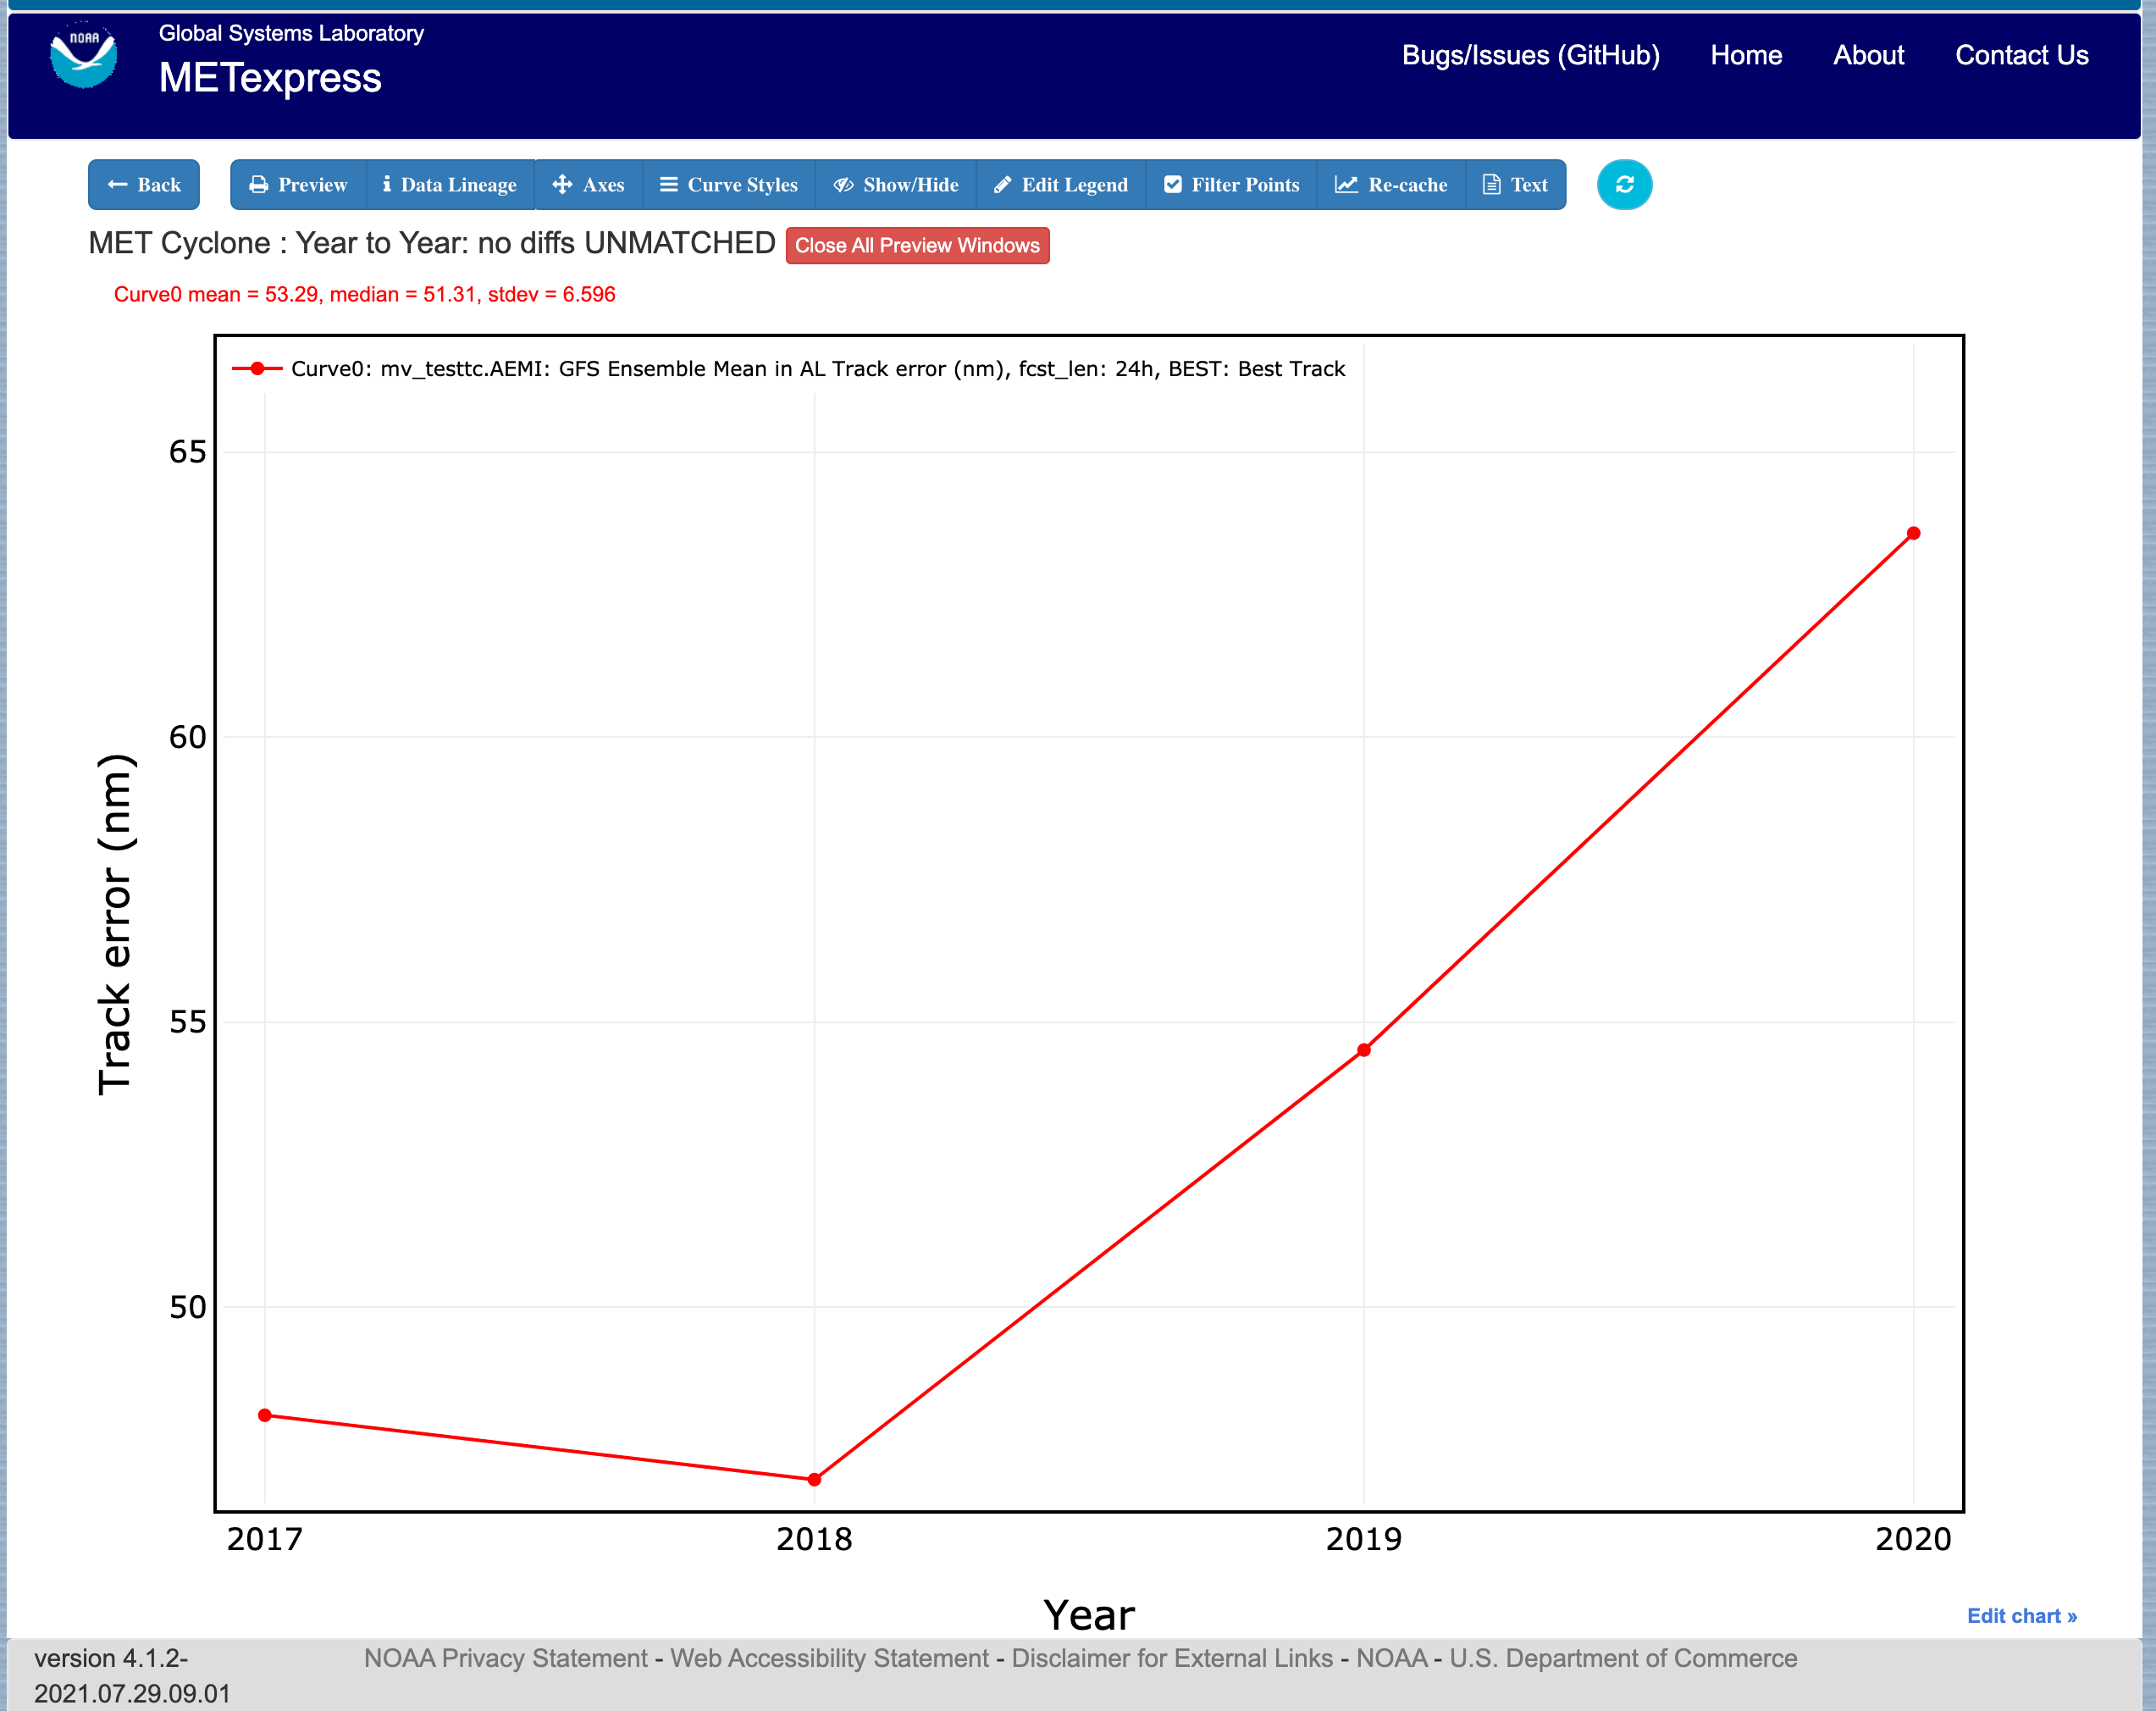 NOAA
Global Systems Laboratory
METexpress
Bugs/Issues (GitHub) Home About Contact Us
Back Preview Data Lineage Axes Curve Styles Show/Hide Edit Legend Filter Points Re-cache Text
MET Cyclone : Year to Year: no diffs UNMATCHED Close All Preview Windows
Curve0 mean = 53.29, median = 51.31, stdev = 6.596
Curve0: mv_testtc.AEMI: GFS Ensemble Mean in AL Track error (nm), fcst_len: 24h, BEST: Best Track
65
60
55
50
Track error (nm)
2017 2018 2019 2020
Year
Edit chart »
version 4.1.2-
2021.07.29.09.01
NOAA Privacy Statement - Web Accessibility Statement - Disclaimer for External Links - NOAA - U.S. Department of Commerce